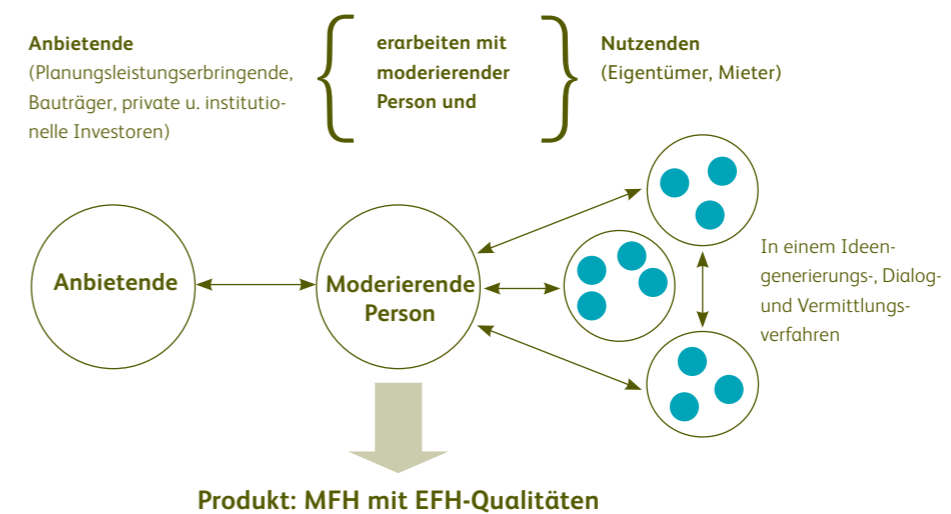 Anbietende
(Planungsleistungserbringende,
Bauträger, private u. institutio-
nelle Investoren)
erarbeiten mit
moderierender
Person und
Nutzenden
(Eigentümer, Mieter)
Anbietende
Moderierende
Person
In einem Ideen-
generierungs-, Dialog-
und Vermittlungs-
verfahren
Produkt: MFH mit EFH-Qualitäten